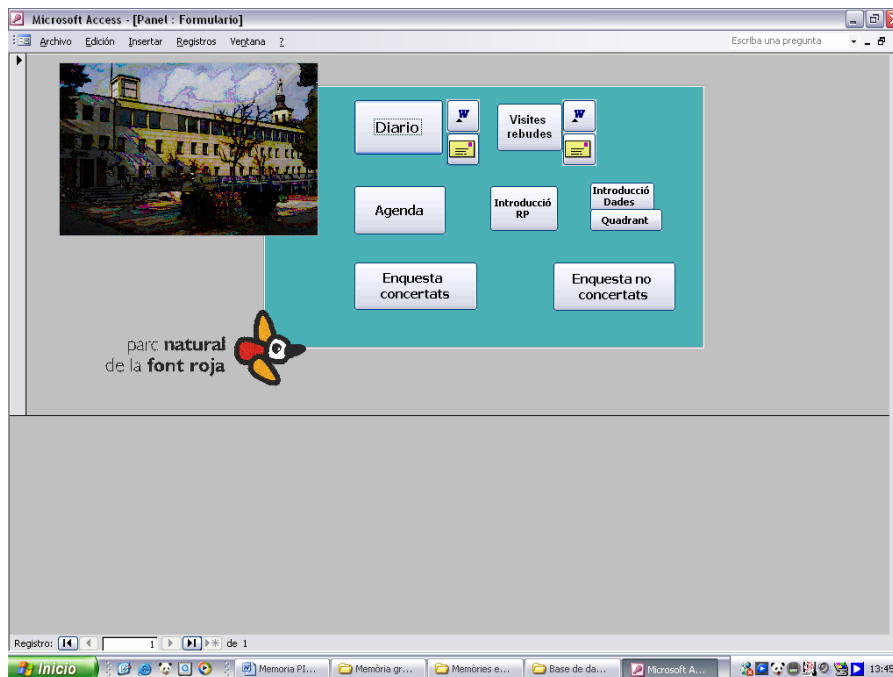 Microsoft Access - [Panel : Formulario]
Archivo Edición Insertar Registros Ventana ? Escriba una pregunta
Diario
Visites
rebudes
Agenda
Introducció
RP
Introducció
Dades
Quadrant
Enquesta
concertats
Enquesta no
concertats
parc natural
de la font roja
Registro: 1 de 1
Inicio Memoria PI... Memòria gr... Memòries e... Base de da... Microsoft A... 13:45